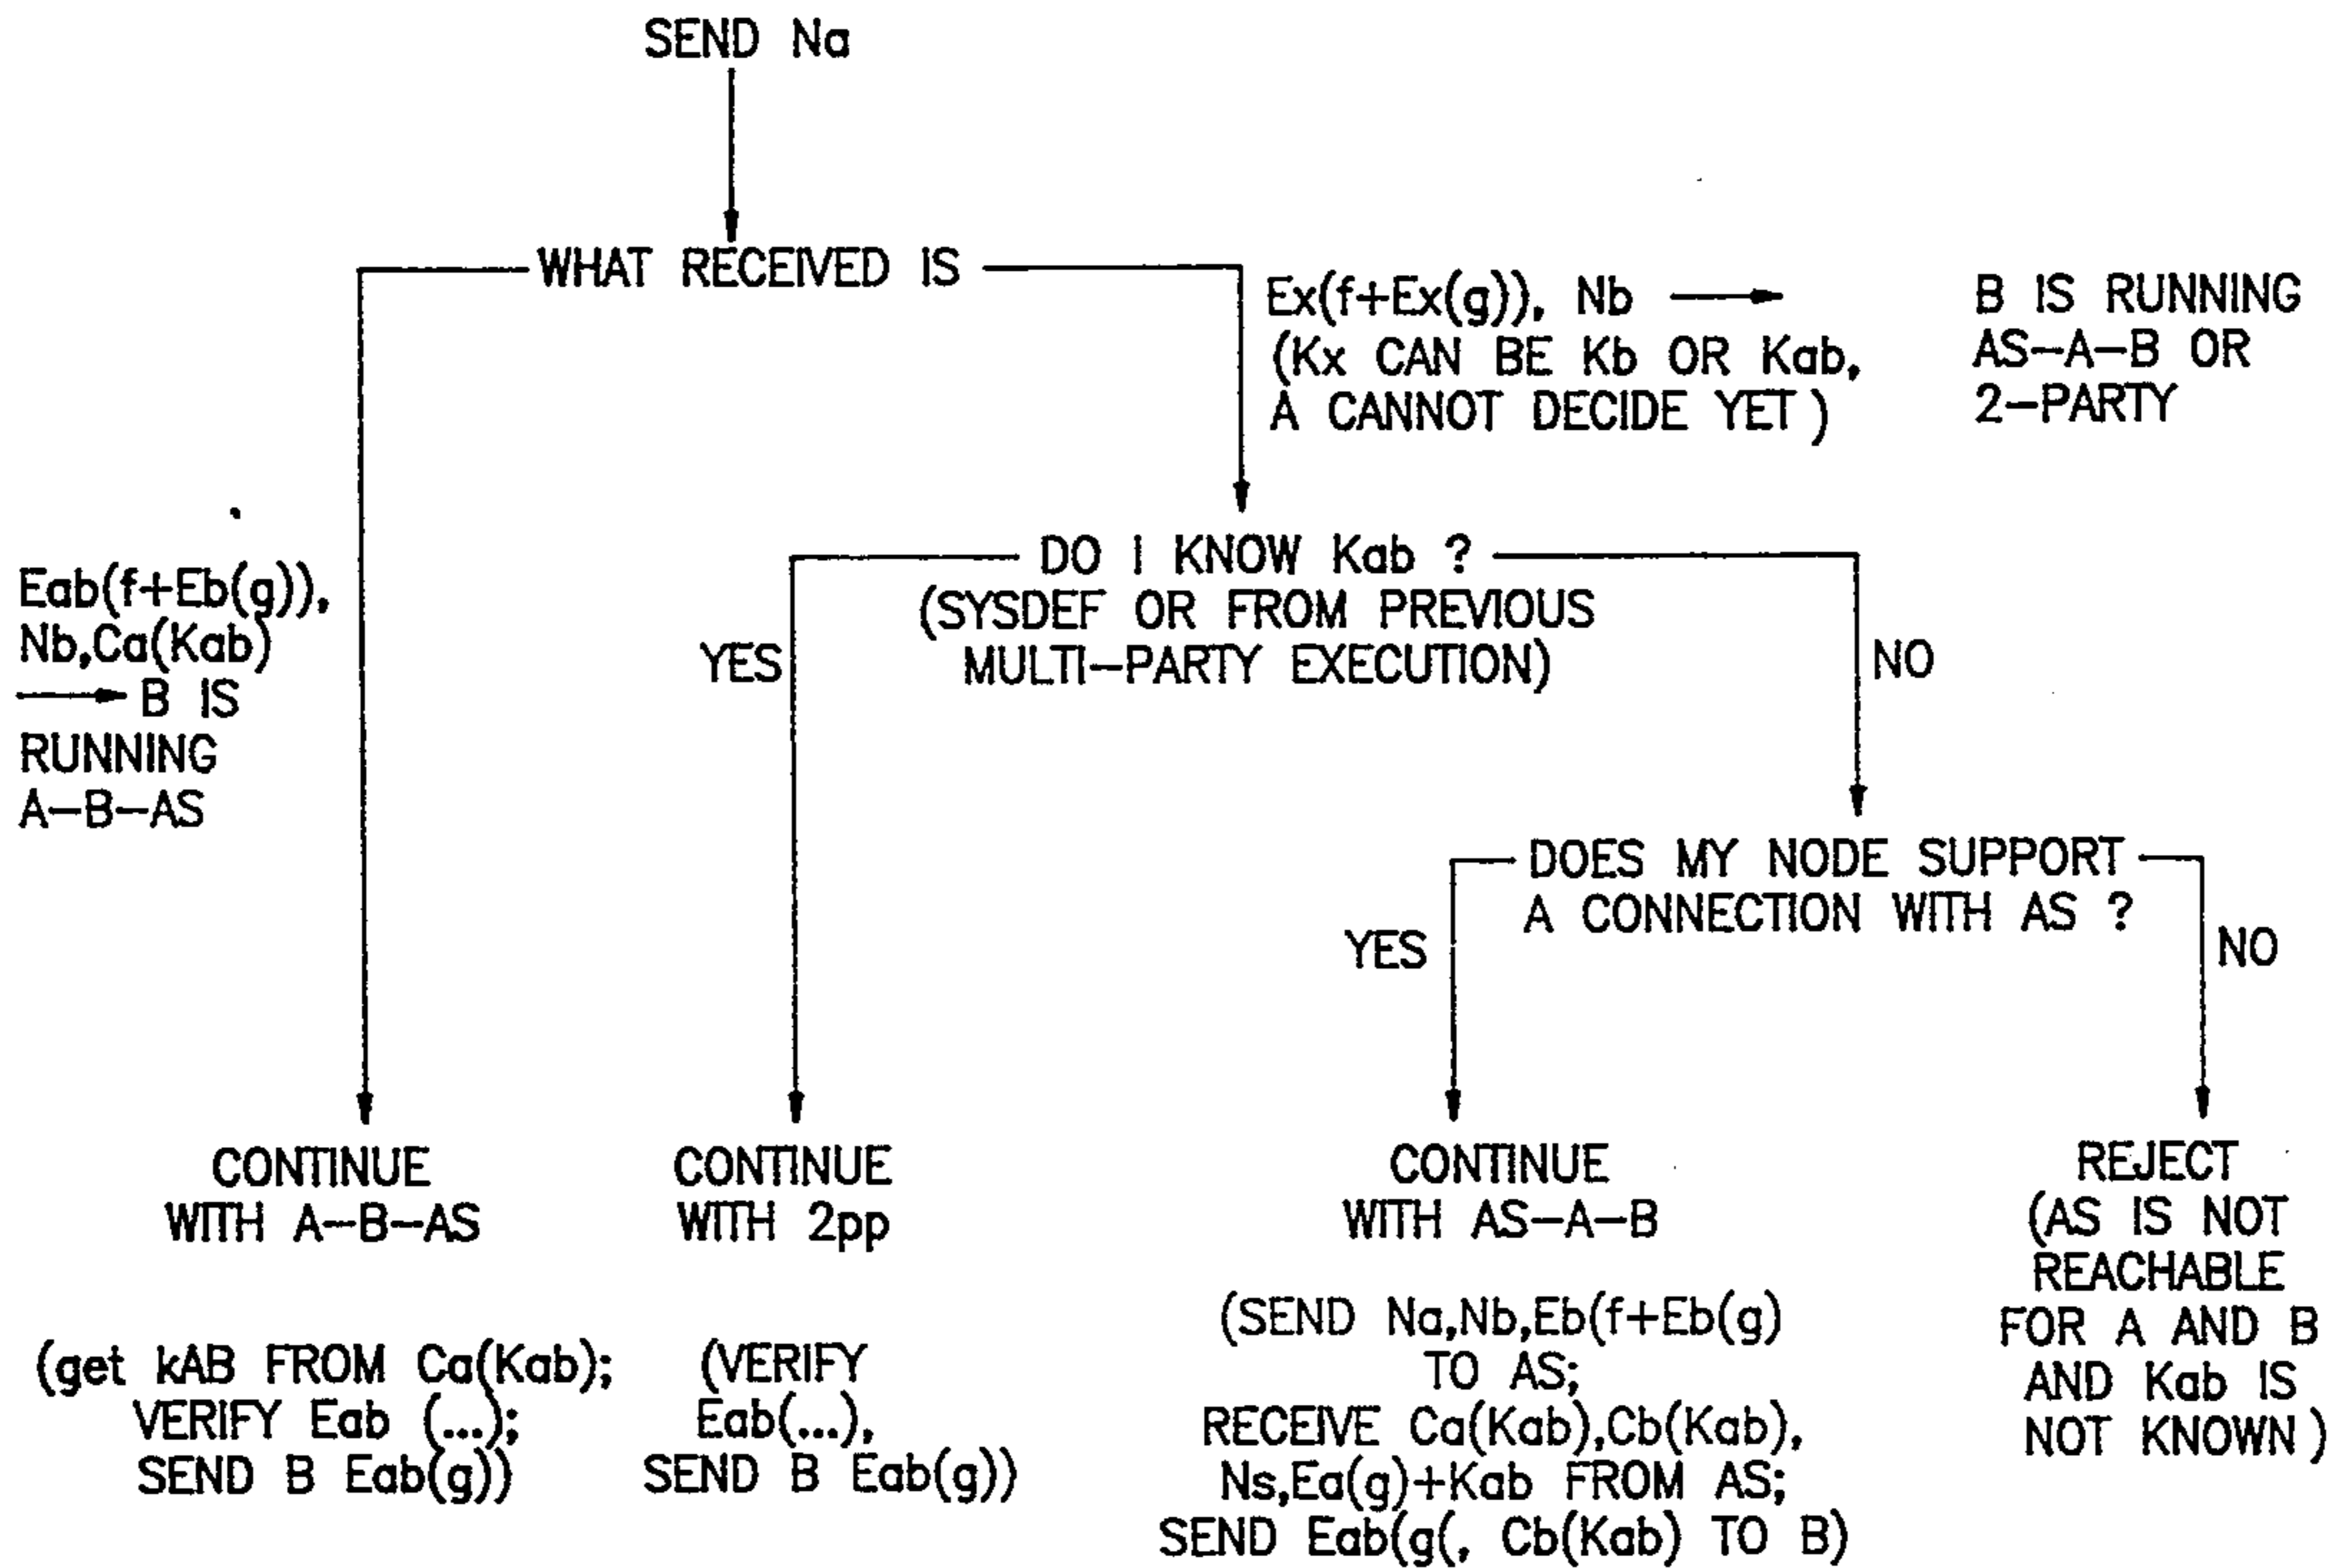 SEND Na
WHAT RECEIVED IS
Ex(f+Ex(g)), Nb
(Kx CAN BE Kb OR Kab,
A CANNOT DECIDE YET)
B IS RUNNING
AS-A-B OR
2-PARTY
Eab(f+Eb(g)),
Nb,Ca(Kab)
B IS
RUNNING
A-B-AS
DO I KNOW Kab ?
(SYSDEF OR FROM PREVIOUS
MULTI-PARTY EXECUTION)
YES
NO
DOES MY NODE SUPPORT
A CONNECTION WITH AS ?
YES
NO
CONTINUE
WITH A-B-AS
(get kAB FROM Ca(Kab);
VERIFY Eab (...);
SEND B Eab(g))
CONTINUE
WITH 2pp
(VERIFY
Eab(...),
SEND B Eab(g))
CONTINUE
WITH AS-A-B
(SEND Na,Nb,Eb(f+Eb(g)
TO AS;
RECEIVE Ca(Kab),Cb(Kab),
Ns,Ea(g)+Kab FROM AS;
SEND Eab(g(, Cb(Kab) TO B)
REJECT
(AS IS NOT
REACHABLE
FOR A AND B
AND Kab IS
NOT KNOWN)